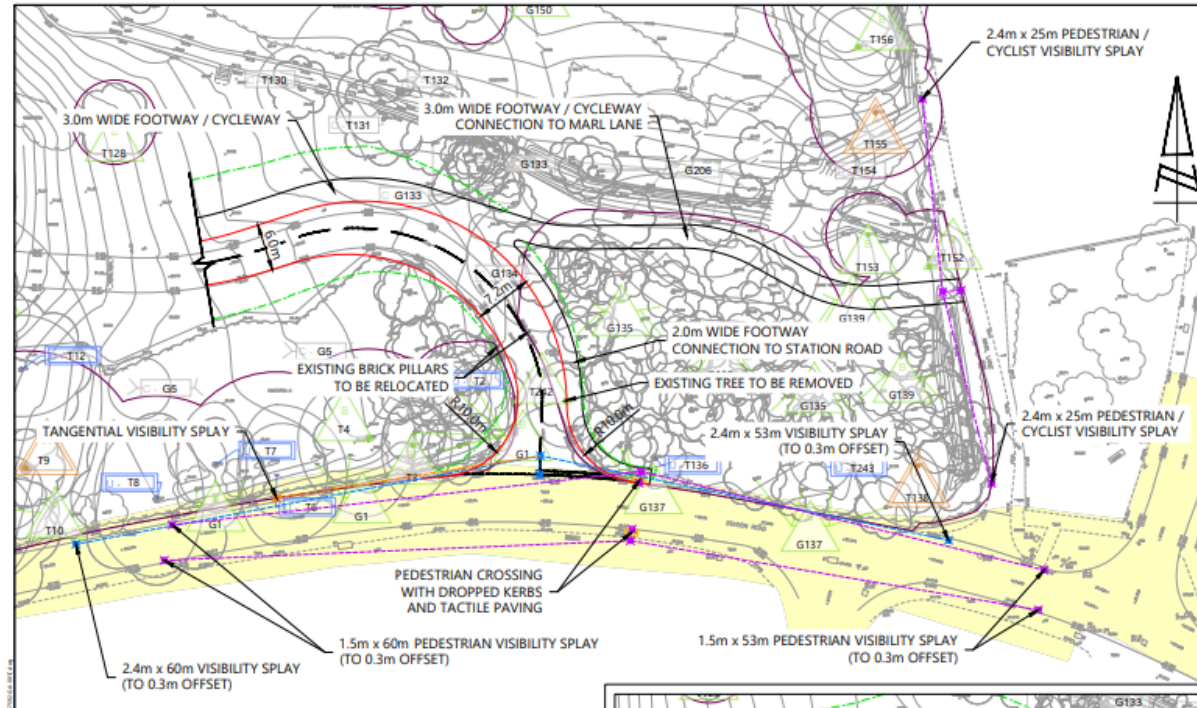 G150
T156
2.4m x 25m PEDESTRIAN /
CYCLIST VISIBILITY SPLAY
T130
T132
3.0m WIDE FOOTWAY / CYCLEWAY
3.0m WIDE FOOTWAY / CYCLEWAY
CONNECTION TO MARL LANE
T131
T128
T155
G133
T154
G206
G133
6.0m
G134
7.2m
T153
T152
G135
G139
2.0m WIDE FOOTWAY
CONNECTION TO STATION ROAD
T12
G5
G5
EXISTING BRICK PILLARS
TO BE RELOCATED
T2
T242
EXISTING TREE TO BE REMOVED
G135
G139
R10.0m
R10.0m
T4
TANGENTIAL VISIBILITY SPLAY
2.4m x 53m VISIBILITY SPLAY
(TO 0.3m OFFSET)
2.4m x 25m PEDESTRIAN /
CYCLIST VISIBILITY SPLAY
T9
T7
G1
T136
T243
T8
T3
T6
T138
T10
G1
G1
G137
G137
PEDESTRIAN CROSSING
WITH DROPPED KERBS
AND TACTILE PAVING
1.5m x 60m PEDESTRIAN VISIBILITY SPLAY
(TO 0.3m OFFSET)
1.5m x 53m PEDESTRIAN VISIBILITY SPLAY
(TO 0.3m OFFSET)
2.4m x 60m VISIBILITY SPLAY
(TO 0.3m OFFSET)
G133